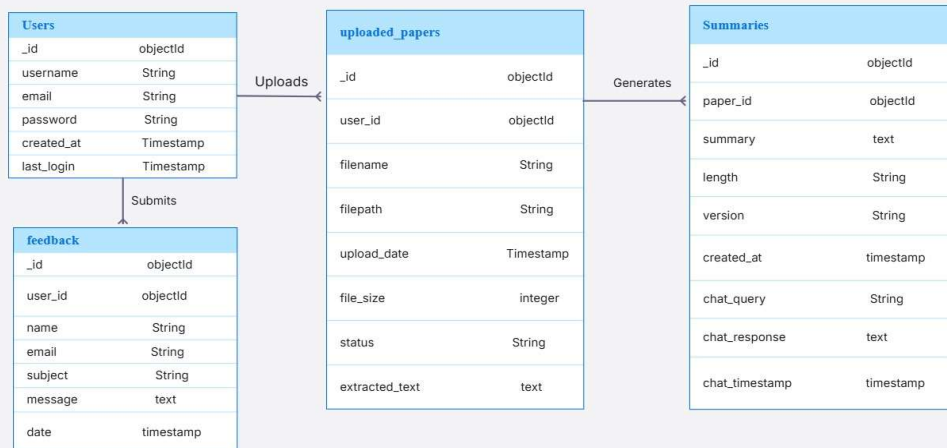 Users
_id objectId
username String
email String
password String
created_at Timestamp
last_login Timestamp
Uploads
Submits
feedback
_id objectId
user_id objectId
name String
email String
subject String
message text
date timestamp
uploaded_papers
_id objectId
user_id objectId
filename String
filepath String
upload_date Timestamp
file_size integer
status String
extracted_text text
Generates
Summaries
_id objectId
paper_id objectId
summary text
length String
version String
created_at timestamp
chat_query String
chat_response text
chat_timestamp timestamp